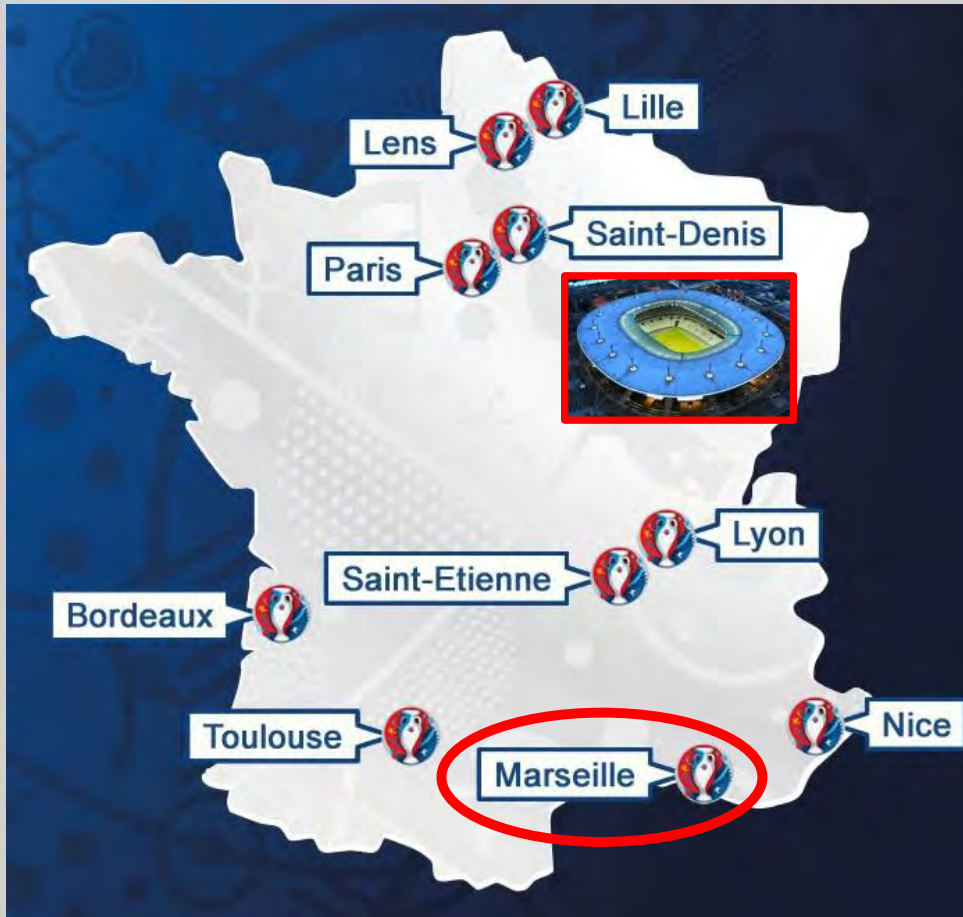 Lille
Lens
Saint-Denis
Paris
Lyon
Saint-Etienne
Bordeaux
Toulouse
Nice
Marseille